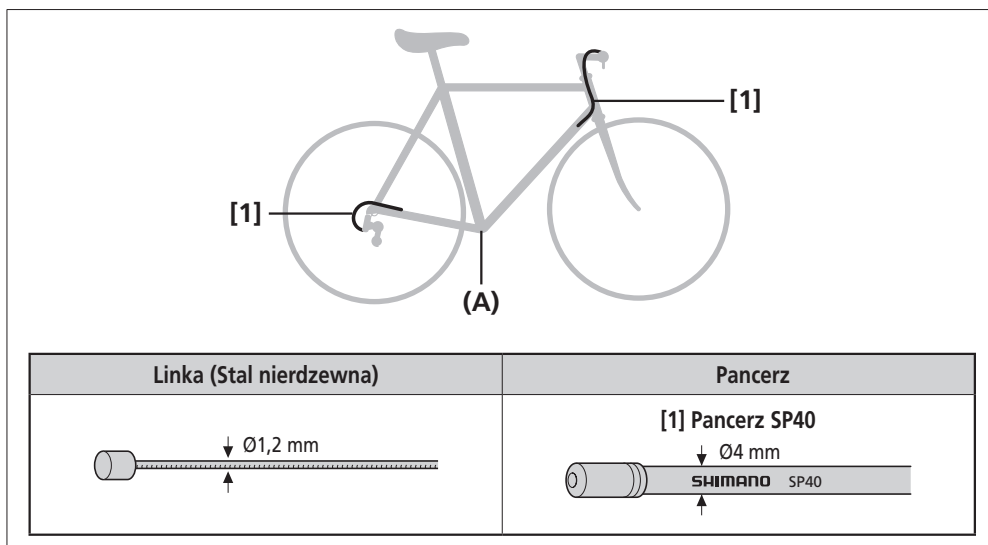 [1]
[1]
(A)
Linka (Stal nierdzewna)
Pancerz
Ø1,2 mm
[1] Pancerz SP40
Ø4 mm
SHIMANO SP40